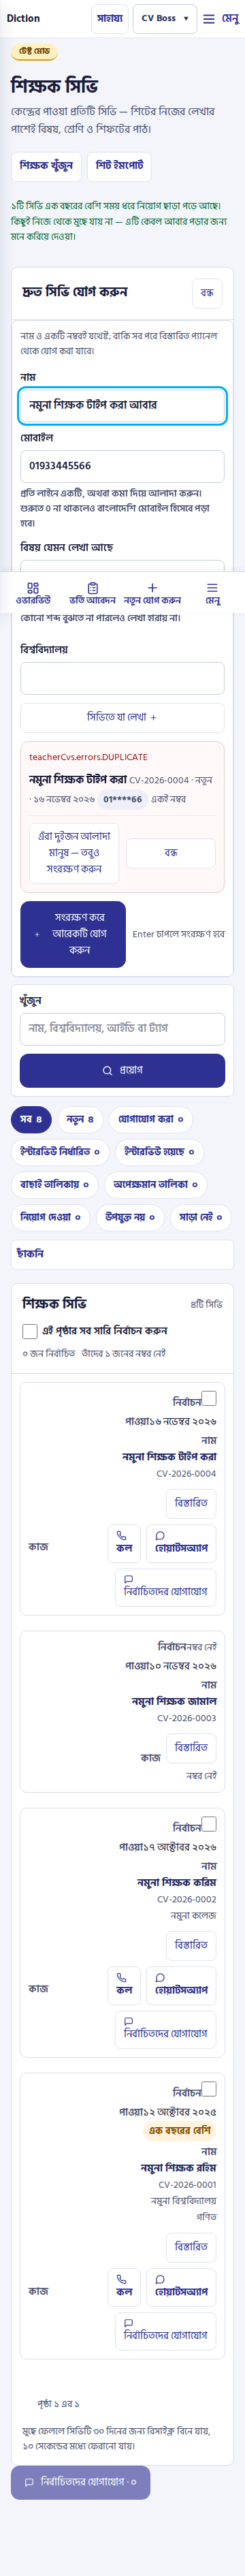 Diction
সাহায্য
CV Boss ▼
মেনু
টেস্ট মোড
শিক্ষক সিভি
কেন্দ্রের পাওয়া প্রতিটি সিভি — শিটের নিজের লেখার
পাশেই বিষয়, শ্রেণি ও শিফটের পাঠ।
শিক্ষক খুঁজুন
শিট ইমপোর্ট
১টি সিভি এক বছরের বেশি সময় ধরে নিয়োগ ছাড়া পড়ে আছে।
কিছুই নিজে থেকে মুছে যায় না — এটি কেবল আবার পড়ার জন্য
মনে করিয়ে দেওয়া।
দ্রুত সিভি যোগ করুন
বন্ধ
নাম ও একটি নম্বরই যথেষ্ট; বাকি সব পরে বিস্তারিত প্যানেল
থেকে যোগ করা যাবে।
নাম
নমুনা শিক্ষক টাইপ করা আবার
মোবাইল
01933445566
প্রতি লাইনে একটি, অথবা কমা দিয়ে আলাদা করুন।
শুরুতে 0 না থাকলেও বাংলাদেশি মোবাইল হিসেবে পড়া
হবে।
বিষয় যেমন লেখা আছে
ওভারভিউ
ভর্তি আবেদন
নতুন যোগ করুন
মেনু
কোনো শব্দ বুঝতে না পারলেও লেখা হারায় না।
বিশ্ববিদ্যালয়
সিভিতে যা লেখা +
teacherCvs.errors.DUPLICATE
নমুনা শিক্ষক টাইপ করা CV-2026-0004 · নতুন
· ১৬ নভেম্বর ২০২৬ 01****66 একই নম্বর
এঁরা দুইজন আলাদা
মানুষ — তবুও
সংরক্ষণ করুন
বন্ধ
+ সংরক্ষণ করে
আরেকটি যোগ
করুন
Enter চাপলে সংরক্ষণ হবে
খুঁজুন
নাম, বিশ্ববিদ্যালয়, আইডি বা ট্যাগ
প্রয়োগ
সব ৪
নতুন ৪
যোগাযোগ করা ০
ইন্টারভিউ নির্ধারিত ০
ইন্টারভিউ হয়েছে ০
বাছাই তালিকায় ০
অপেক্ষমান তালিকা ০
নিয়োগ দেওয়া ০
উপযুক্ত নয় ০
সাড়া নেই ০
ছাঁকনি
শিক্ষক সিভি
৪টি সিভি
এই পৃষ্ঠার সব সারি নির্বাচন করুন
০ জন নির্বাচিত তাঁদের ১ জনের নম্বর নেই
নির্বাচন
পাওয়া১৬ নভেম্বর ২০২৬
নাম
নমুনা শিক্ষক টাইপ করা
CV-2026-0004
বিস্তারিত
কাজ
কল
হোয়াটসঅ্যাপ
নির্বাচিতদের যোগাযোগ
নির্বাচননম্বর নেই
পাওয়া১০ নভেম্বর ২০২৬
নাম
নমুনা শিক্ষক জামাল
CV-2026-0003
কাজ
বিস্তারিত
নম্বর নেই
নির্বাচন
পাওয়া১৭ অক্টোবর ২০২৬
নাম
নমুনা শিক্ষক করিম
CV-2026-0002
নমুনা কলেজ
বিস্তারিত
কাজ
কল
হোয়াটসঅ্যাপ
নির্বাচিতদের যোগাযোগ
নির্বাচন
পাওয়া১২ অক্টোবর ২০২৫
এক বছরের বেশি
নাম
নমুনা শিক্ষক রহিম
CV-2026-0001
নমুনা বিশ্ববিদ্যালয়
গণিত
বিস্তারিত
কাজ
কল
হোয়াটসঅ্যাপ
নির্বাচিতদের যোগাযোগ
পৃষ্ঠা ১ এর ১
মুছে ফেললে সিভিটি ৩০ দিনের জন্য রিসাইক্ল বিনে যায়,
১০ সেকেন্ডের মধ্যে ফেরানো যায়।
নির্বাচিতদের যোগাযোগ · ০